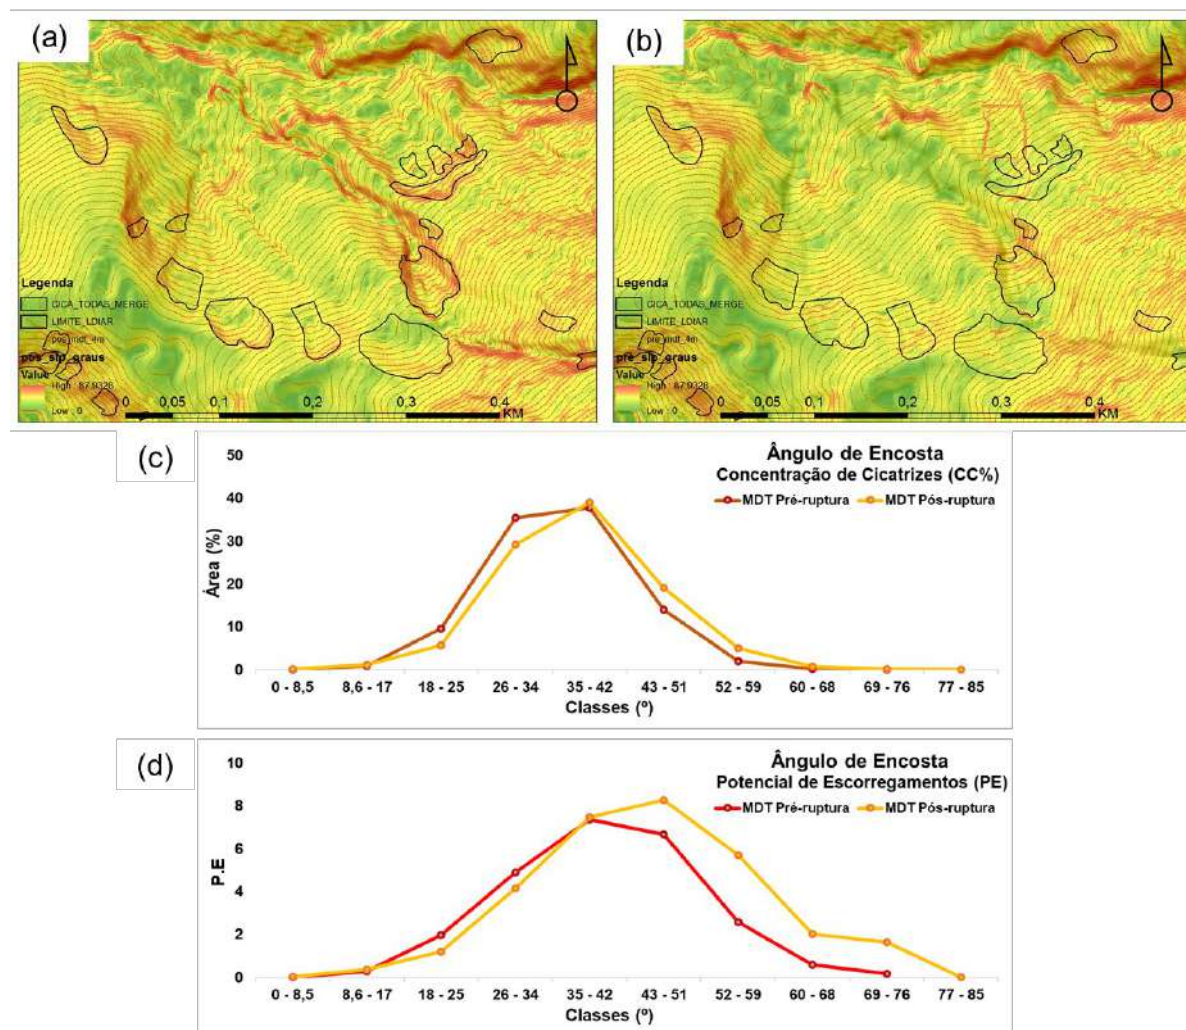 (a)
Legenda
CICA_TODAS_MERGE
LIMITE_LDIAR
pos_mdt_4m
pos_slp_graus
Value
High : 87,9328
Low : 0
0 0,05 0,1 0,2 0,3 0,4
KM
(b)
Legenda
CICA_TODAS_MERGE
LIMITE_LDIAR
pre_mdt_4m
pre_slp_graus
Value
High : 87,9328
Low : 0
0 0,05 0,1 0,2 0,3 0,4
KM
(c)
Ângulo de Encosta
Concentração de Cicatrizes (CC%)
MDT Pré-ruptura MDT Pós-ruptura
Área (%)
50
40
30
20
10
0
0 - 8,5 8,6 - 17 18 - 25 26 - 34 35 - 42 43 - 51 52 - 59 60 - 68 69 - 76 77 - 85
Classes (º)
(d)
Ângulo de Encosta
Potencial de Escorregamentos (PE)
MDT Pré-ruptura MDT Pós-ruptura
P.E
10
8
6
4
2
0
0 - 8,5 8,6 - 17 18 - 25 26 - 34 35 - 42 43 - 51 52 - 59 60 - 68 69 - 76 77 - 85
Classes (º)